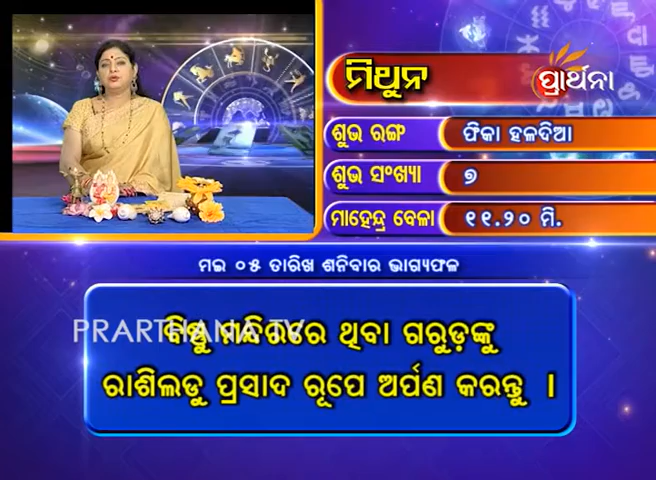 ମିଥୁନ
ପ୍ରାର୍ଥନା
ଶୁଭ ରଙ୍ଗ ଫିକା ହଳଦିଆ
ଶୁଭ ସଂଖ୍ୟା ୭
ମାହେନ୍ଦ୍ର ବେଳା ୧୧.୨୦ ମି.
ମଇ ୦୫ ତାରିଖ ଶନିବାର ଭାଗ୍ୟଫଳ
PRARTHANA TV
ବିଷ୍ଣୁ ମନ୍ଦିରରେ ଥିବା ଗରୁଡ଼ଙ୍କୁ
ରାଶିଲଡୁ ପ୍ରସାଦ ରୂପେ ଅର୍ପଣ କରନ୍ତୁ ।